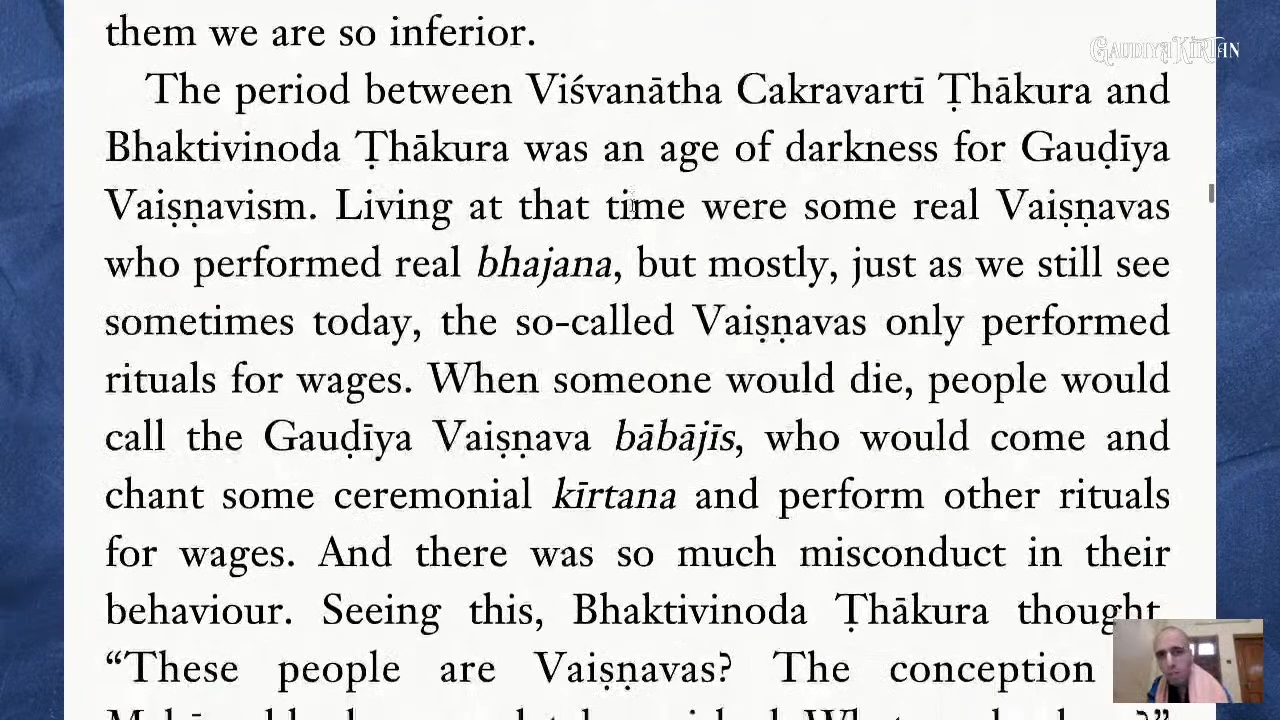 them we are so inferior.
GAUDIYA KIRTAN
The period between Viśvanātha Cakravartī Ṭhākura and
Bhaktivinoda Ṭhākura was an age of darkness for Gauḍīya
Vaiṣṇavism. Living at that time were some real Vaiṣṇavas
who performed real bhajana, but mostly, just as we still see
sometimes today, the so-called Vaiṣṇavas only performed
rituals for wages. When someone would die, people would
call the Gauḍīya Vaiṣṇava bābājīs, who would come and
chant some ceremonial kīrtana and perform other rituals
for wages. And there was so much misconduct in their
behaviour. Seeing this, Bhaktivinoda Ṭhākura thought,
“These people are Vaiṣṇavas? The conception